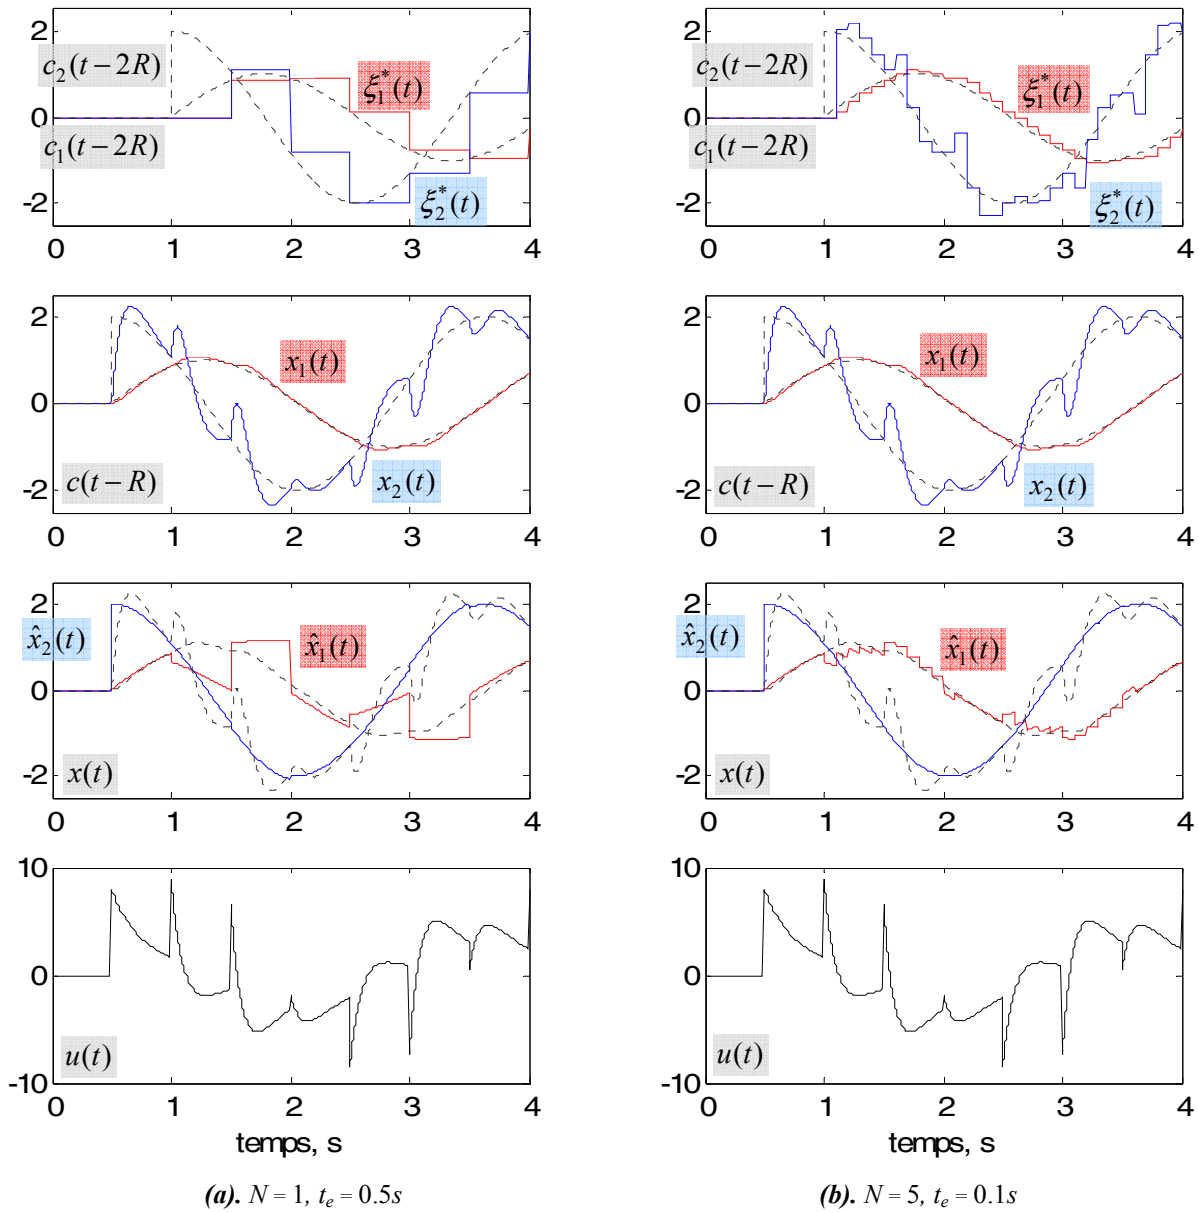 2
0
-2
c₂(t−2R)
c₁(t−2R)
ξ₁*(t)
ξ₂*(t)
0 1 2 3 4
2
0
-2
c₂(t−2R)
c₁(t−2R)
ξ₁*(t)
ξ₂*(t)
0 1 2 3 4
2
0
-2
x₁(t)
c(t−R)
x₂(t)
0 1 2 3 4
2
0
-2
x₁(t)
c(t−R)
x₂(t)
0 1 2 3 4
2
0
-2
x̂₂(t)
x̂₁(t)
x(t)
0 1 2 3 4
2
0
-2
x̂₂(t)
x̂₁(t)
x(t)
0 1 2 3 4
10
0
-10
u(t)
0 1 2 3 4
temps, s
10
0
-10
u(t)
0 1 2 3 4
temps, s
(a). N = 1, tₑ = 0.5s
(b). N = 5, tₑ = 0.1s